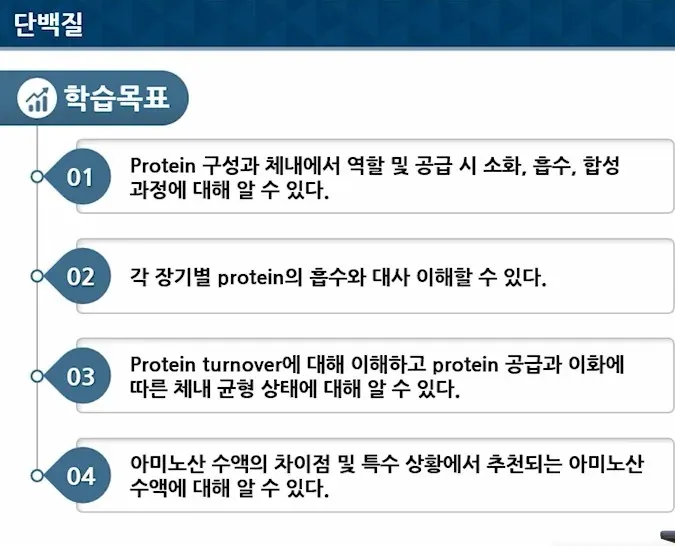 단백질
학습목표
01
Protein 구성과 체내에서 역할 및 공급 시 소화, 흡수, 합성
과정에 대해 알 수 있다.
02
각 장기별 protein의 흡수와 대사 이해할 수 있다.
03
Protein turnover에 대해 이해하고 protein 공급과 이화에
따른 체내 균형 상태에 대해 알 수 있다.
04
아미노산 수액의 차이점 및 특수 상황에서 추천되는 아미노산
수액에 대해 알 수 있다.